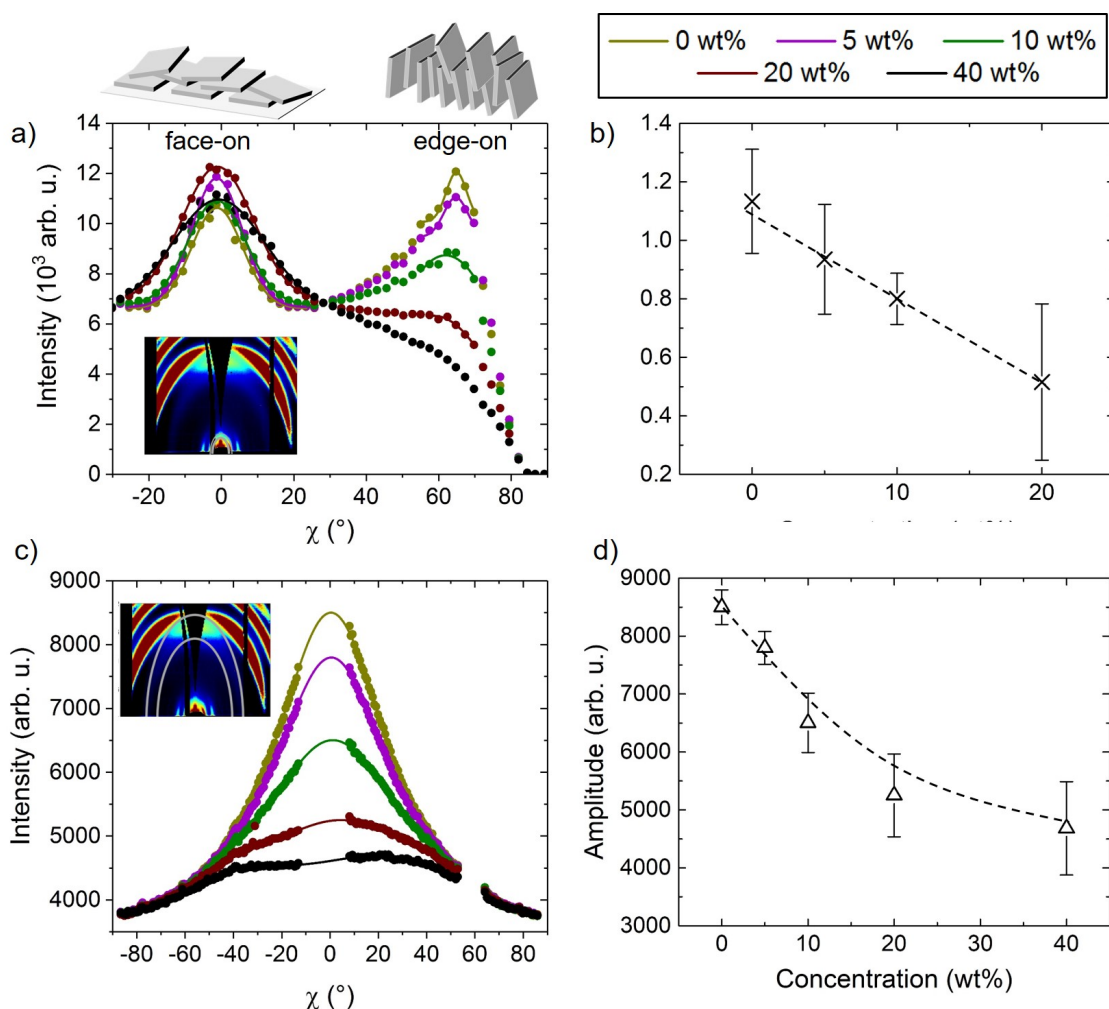 0 wt% 5 wt% 10 wt%
20 wt% 40 wt%
a)
face-on edge-on
Intensity (10³ arb. u.)
14
12
10
8
6
4
2
0
-20 0 20 40 60 80
χ (°)
b)
1.4
1.2
1.0
0.8
0.6
0.4
0.2
0 10 20
c)
Intensity (arb. u.)
9000
8000
7000
6000
5000
4000
-80 -60 -40 -20 0 20 40 60 80
χ (°)
d)
Amplitude (arb. u.)
9000
8000
7000
6000
5000
4000
3000
0 10 20 30 40
Concentration (wt%)